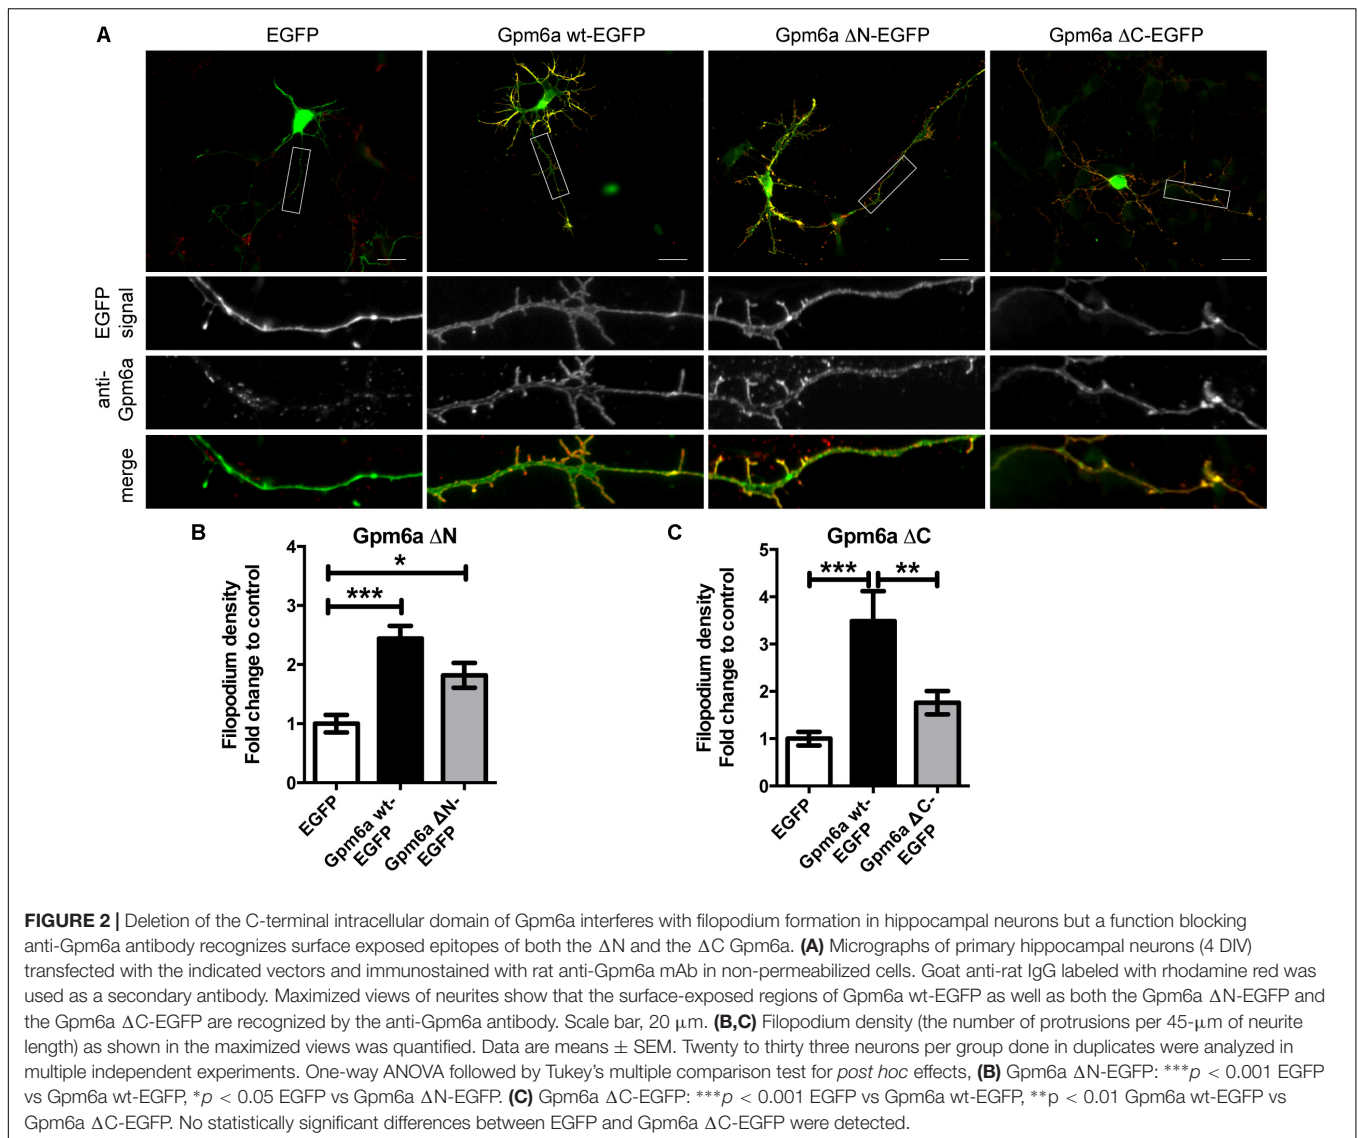 A
EGFP
Gpm6a wt-EGFP
Gpm6a ΔN-EGFP
Gpm6a ΔC-EGFP
EGFP
signal
anti-
Gpm6a
merge
B
Gpm6a ΔN
Filopodium density
Fold change to control
4
3
2
1
0
*
***
EGFP
Gpm6a wt-
EGFP
Gpm6a ΔN-
EGFP
C
Gpm6a ΔC
Filopodium density
Fold change to control
5
4
3
2
1
0
***
**
EGFP
Gpm6a wt-
EGFP
Gpm6a ΔC-
EGFP
FIGURE 2 | Deletion of the C-terminal intracellular domain of Gpm6a interferes with filopodium formation in hippocampal neurons but a function blocking
anti-Gpm6a antibody recognizes surface exposed epitopes of both the ΔN and the ΔC Gpm6a. (A) Micrographs of primary hippocampal neurons (4 DIV)
transfected with the indicated vectors and immunostained with rat anti-Gpm6a mAb in non-permeabilized cells. Goat anti-rat IgG labeled with rhodamine red was
used as a secondary antibody. Maximized views of neurites show that the surface-exposed regions of Gpm6a wt-EGFP as well as both the Gpm6a ΔN-EGFP and
the Gpm6a ΔC-EGFP are recognized by the anti-Gpm6a antibody. Scale bar, 20 μm. (B,C) Filopodium density (the number of protrusions per 45-μm of neurite
length) as shown in the maximized views was quantified. Data are means ± SEM. Twenty to thirty three neurons per group done in duplicates were analyzed in
multiple independent experiments. One-way ANOVA followed by Tukey's multiple comparison test for post hoc effects, (B) Gpm6a ΔN-EGFP: ***p < 0.001 EGFP
vs Gpm6a wt-EGFP, *p < 0.05 EGFP vs Gpm6a ΔN-EGFP. (C) Gpm6a ΔC-EGFP: ***p < 0.001 EGFP vs Gpm6a wt-EGFP, **p < 0.01 Gpm6a wt-EGFP vs
Gpm6a ΔC-EGFP. No statistically significant differences between EGFP and Gpm6a ΔC-EGFP were detected.